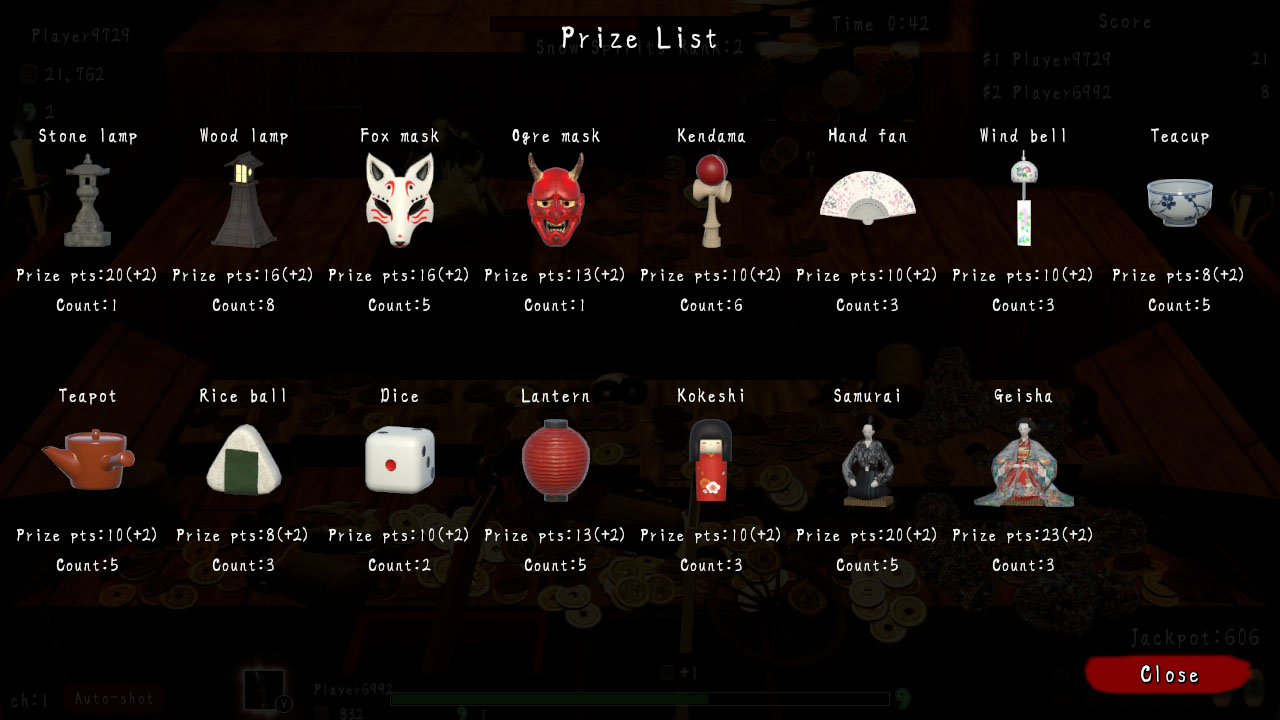 Prize List
Player9729
Time 0:42
Score
#1 Player9729 21
21,762
#2 Player6992 8
2
Stone lamp Wood lamp Fox mask Ogre mask Kendama Hand fan Wind bell Teacup
Prize pts:20(+2) Prize pts:16(+2) Prize pts:16(+2) Prize pts:13(+2) Prize pts:10(+2) Prize pts:10(+2) Prize pts:10(+2) Prize pts:8(+2)
Count:1 Count:8 Count:5 Count:1 Count:6 Count:3 Count:3 Count:5
Teapot Rice ball Dice Lantern Kokeshi Samurai Geisha
Prize pts:10(+2) Prize pts:8(+2) Prize pts:10(+2) Prize pts:13(+2) Prize pts:10(+2) Prize pts:20(+2) Prize pts:23(+2)
Count:5 Count:3 Count:2 Count:5 Count:3 Count:5 Count:3
Jackpot:606
Close
+1
ch:1 Auto-shot
Y
Player6992
832 1